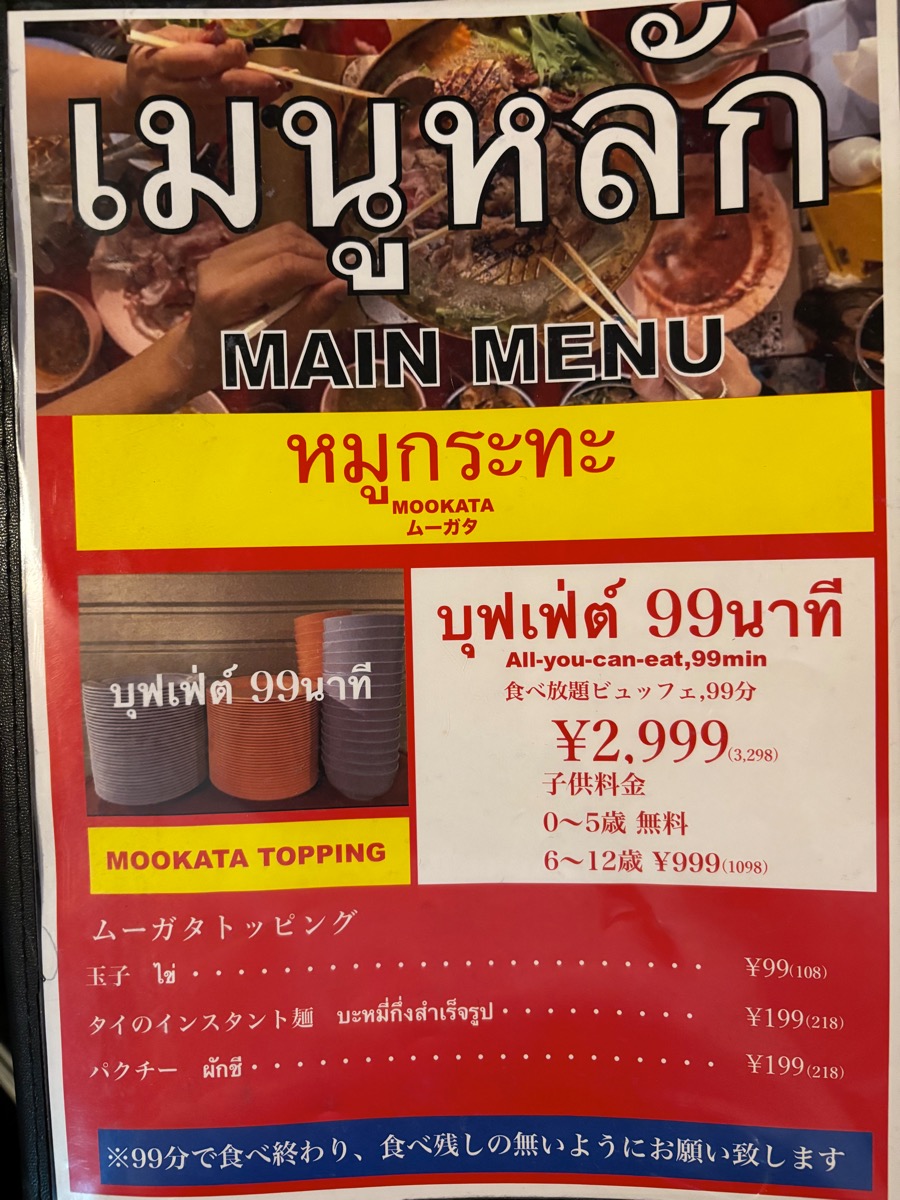 เมนูหลัก
MAIN MENU
หมูกระทะ
MOOKATA
ムーガタ
บุฟเฟ่ต์ 99นาที
บุฟเฟ่ต์ 99นาที
All-you-can-eat,99min
食べ放題ビュッフェ,99分
¥2,999(3,298)
子供料金
0〜5歳 無料
6〜12歳 ¥999(1098)
MOOKATA TOPPING
ムーガタトッピング
玉子 ไข่ ・・・・・・・・・・・・・・・・・・・・・・・ ¥99(108)
タイのインスタント麺 บะหมี่กึ่งสำเร็จรูป・・・・・・・・・ ¥199(218)
パクチー ผักชี・・・・・・・・・・・・・・・・・・・・・ ¥199(218)
※99分で食べ終わり、食べ残しの無いようにお願い致します